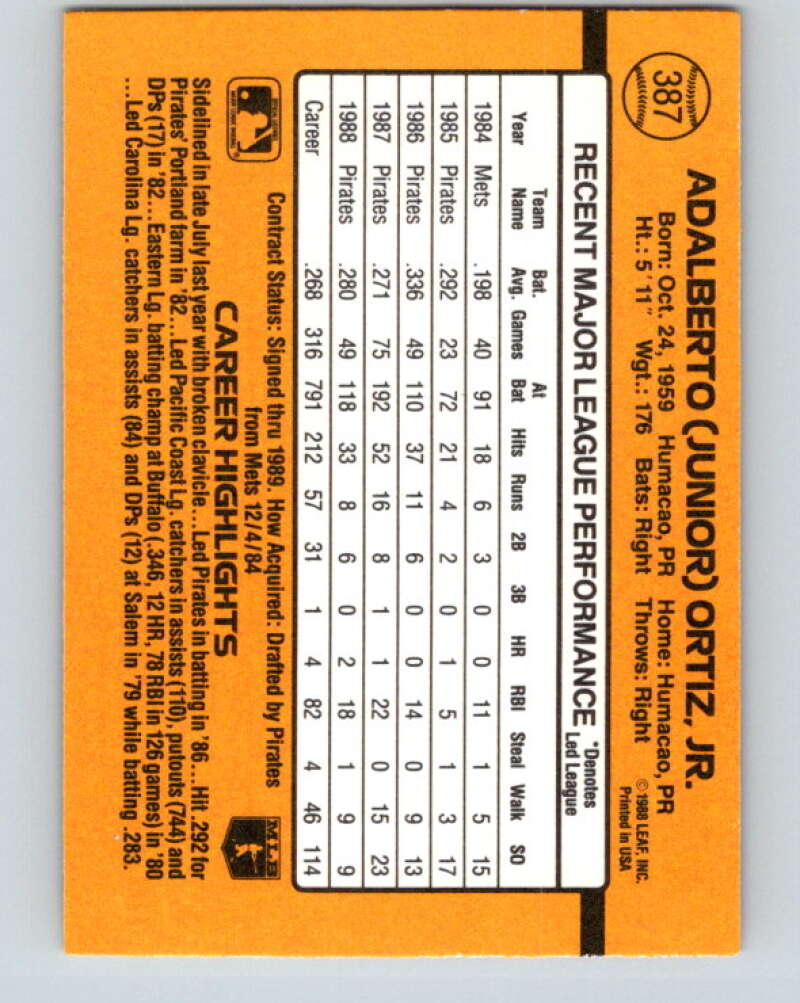 387
ADALBERTO (JUNIOR) ORTIZ, JR.
Born: Oct. 24, 1959 Humacao, PR Home: Humacao, PR
Ht.: 5'11" Wgt.: 176 Bats: Right Throws: Right
© 1988 LEAF, INC.
Printed in USA
RECENT MAJOR LEAGUE PERFORMANCE *Denotes Led League
Year Team Name Bat. Avg. Games At Bat Hits Runs 2B 3B HR RBI Steal Walk SO
1984 Mets .198 40 91 18 6 3 0 0 11 1 5 15
1985 Pirates .292 23 72 21 4 2 0 1 5 1 3 17
1986 Pirates .336 49 110 37 11 6 0 0 14 0 9 13
1987 Pirates .271 75 192 52 16 8 1 1 22 0 15 23
1988 Pirates .280 49 118 33 8 6 0 2 18 1 9 9
Career .268 316 791 212 57 31 1 4 82 4 46 114
Contract Status: Signed thru 1989. How Acquired: Drafted by Pirates
from Mets 12/4/84
MLB
CAREER HIGHLIGHTS
Sidelined in late July last year with broken clavicle...Led Pirates in batting in '86...Hit .292 for
Pirates' Portland farm in '82...Led Pacific Coast Lg. catchers in assists (110), putouts (744) and
DPs (17) in '82...Eastern Lg. batting champ at Buffalo (.346, 12 HR, 78 RBI in 126 games) in '80
...Led Carolina Lg. catchers in assists (84) and DPs (12) at Salem in '79 while batting .283.